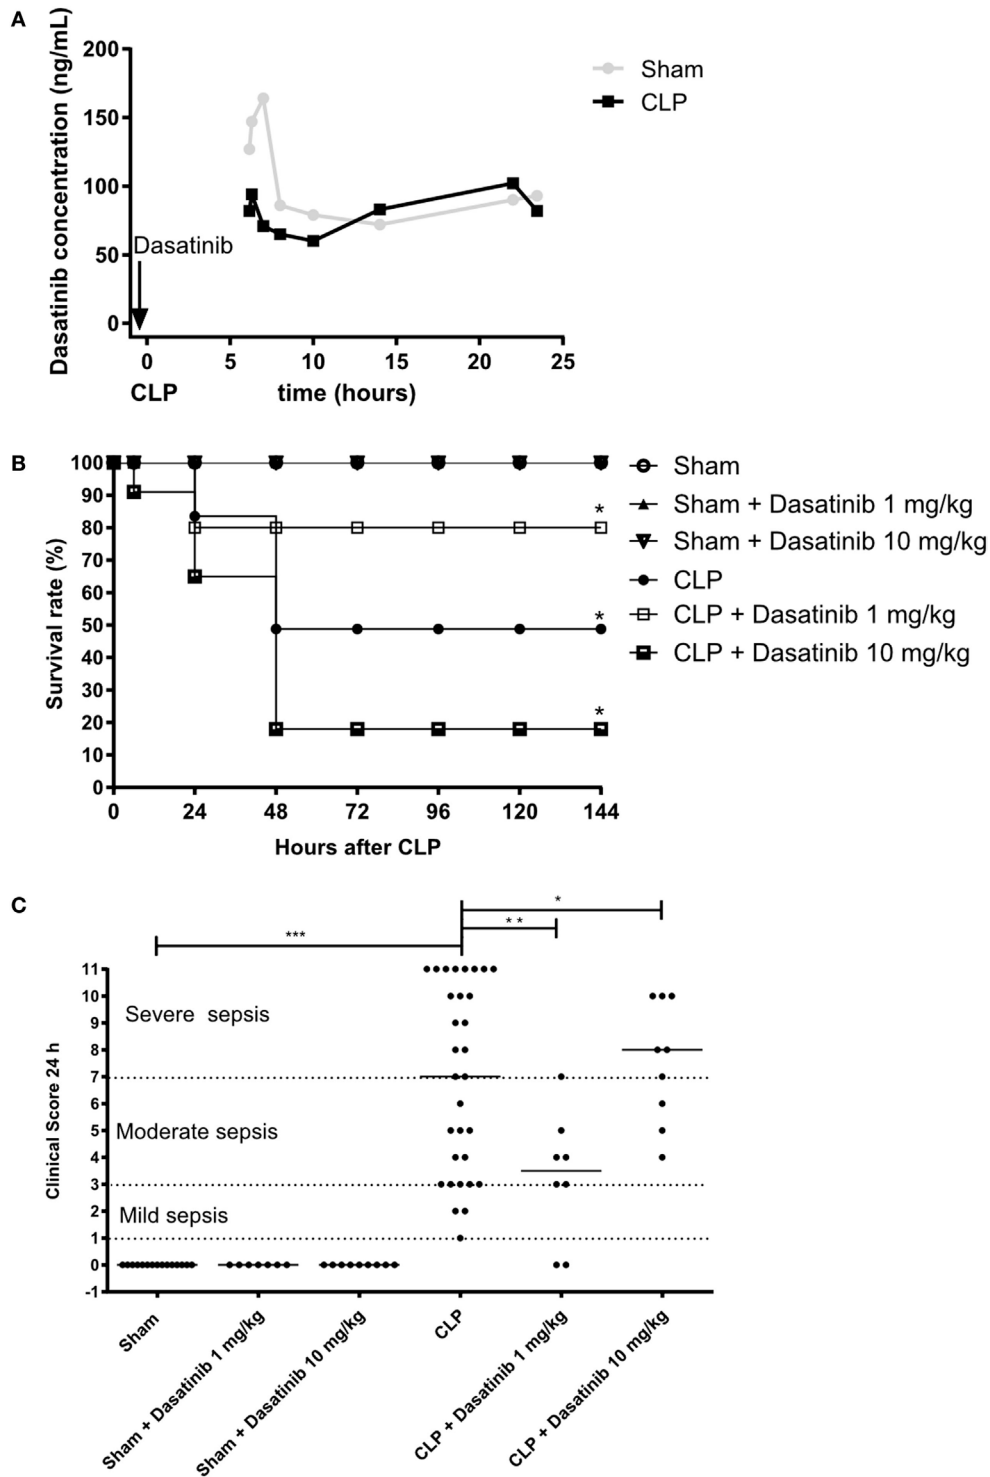 A
Dasatinib concentration (ng/mL)
200
150
100
50
0
Dasatinib
0 5 10 15 20 25
CLP time (hours)
Sham
CLP
B
Survival rate (%)
100
90
80
70
60
50
40
30
20
10
0
*
*
*
0 24 48 72 96 120 144
Hours after CLP
Sham
Sham + Dasatinib 1 mg/kg
Sham + Dasatinib 10 mg/kg
CLP
CLP + Dasatinib 1 mg/kg
CLP + Dasatinib 10 mg/kg
C
*
* *
***
Clinical Score 24 h
11
10
9
8
7
6
5
4
3
2
1
0
-1
Severe sepsis
Moderate sepsis
Mild sepsis
Sham
Sham + Dasatinib 1 mg/kg
Sham + Dasatinib 10 mg/kg
CLP
CLP + Dasatinib 1 mg/kg
CLP + Dasatinib 10 mg/kg